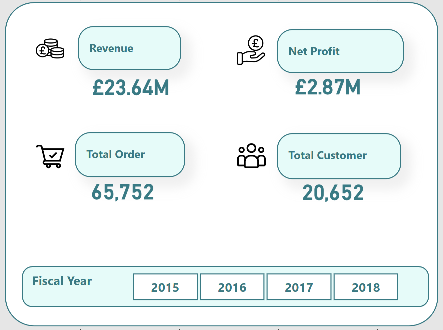 Revenue
£23.64M
Net Profit
£2.87M
Total Order
65,752
Total Customer
20,652
Fiscal Year
2015 2016 2017 2018